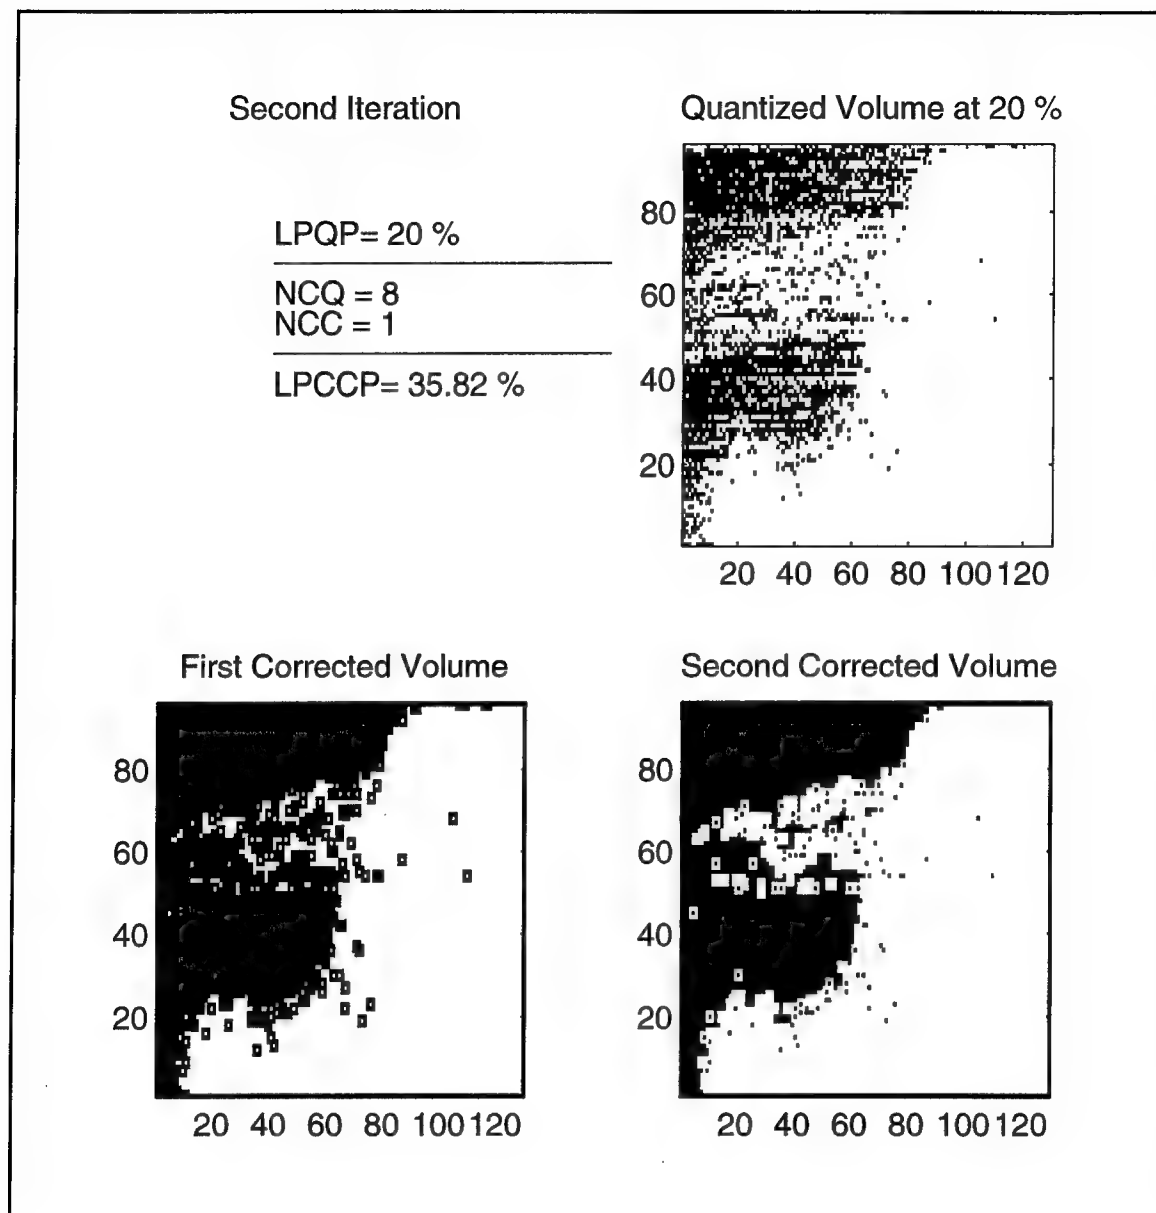 Second Iteration
LPQP= 20 %
NCQ = 8
NCC = 1
LPCCP= 35.82 %
Quantized Volume at 20 %
80
60
40
20
20 40 60 80 100 120
First Corrected Volume
80
60
40
20
20 40 60 80 100 120
Second Corrected Volume
80
60
40
20
20 40 60 80 100 120